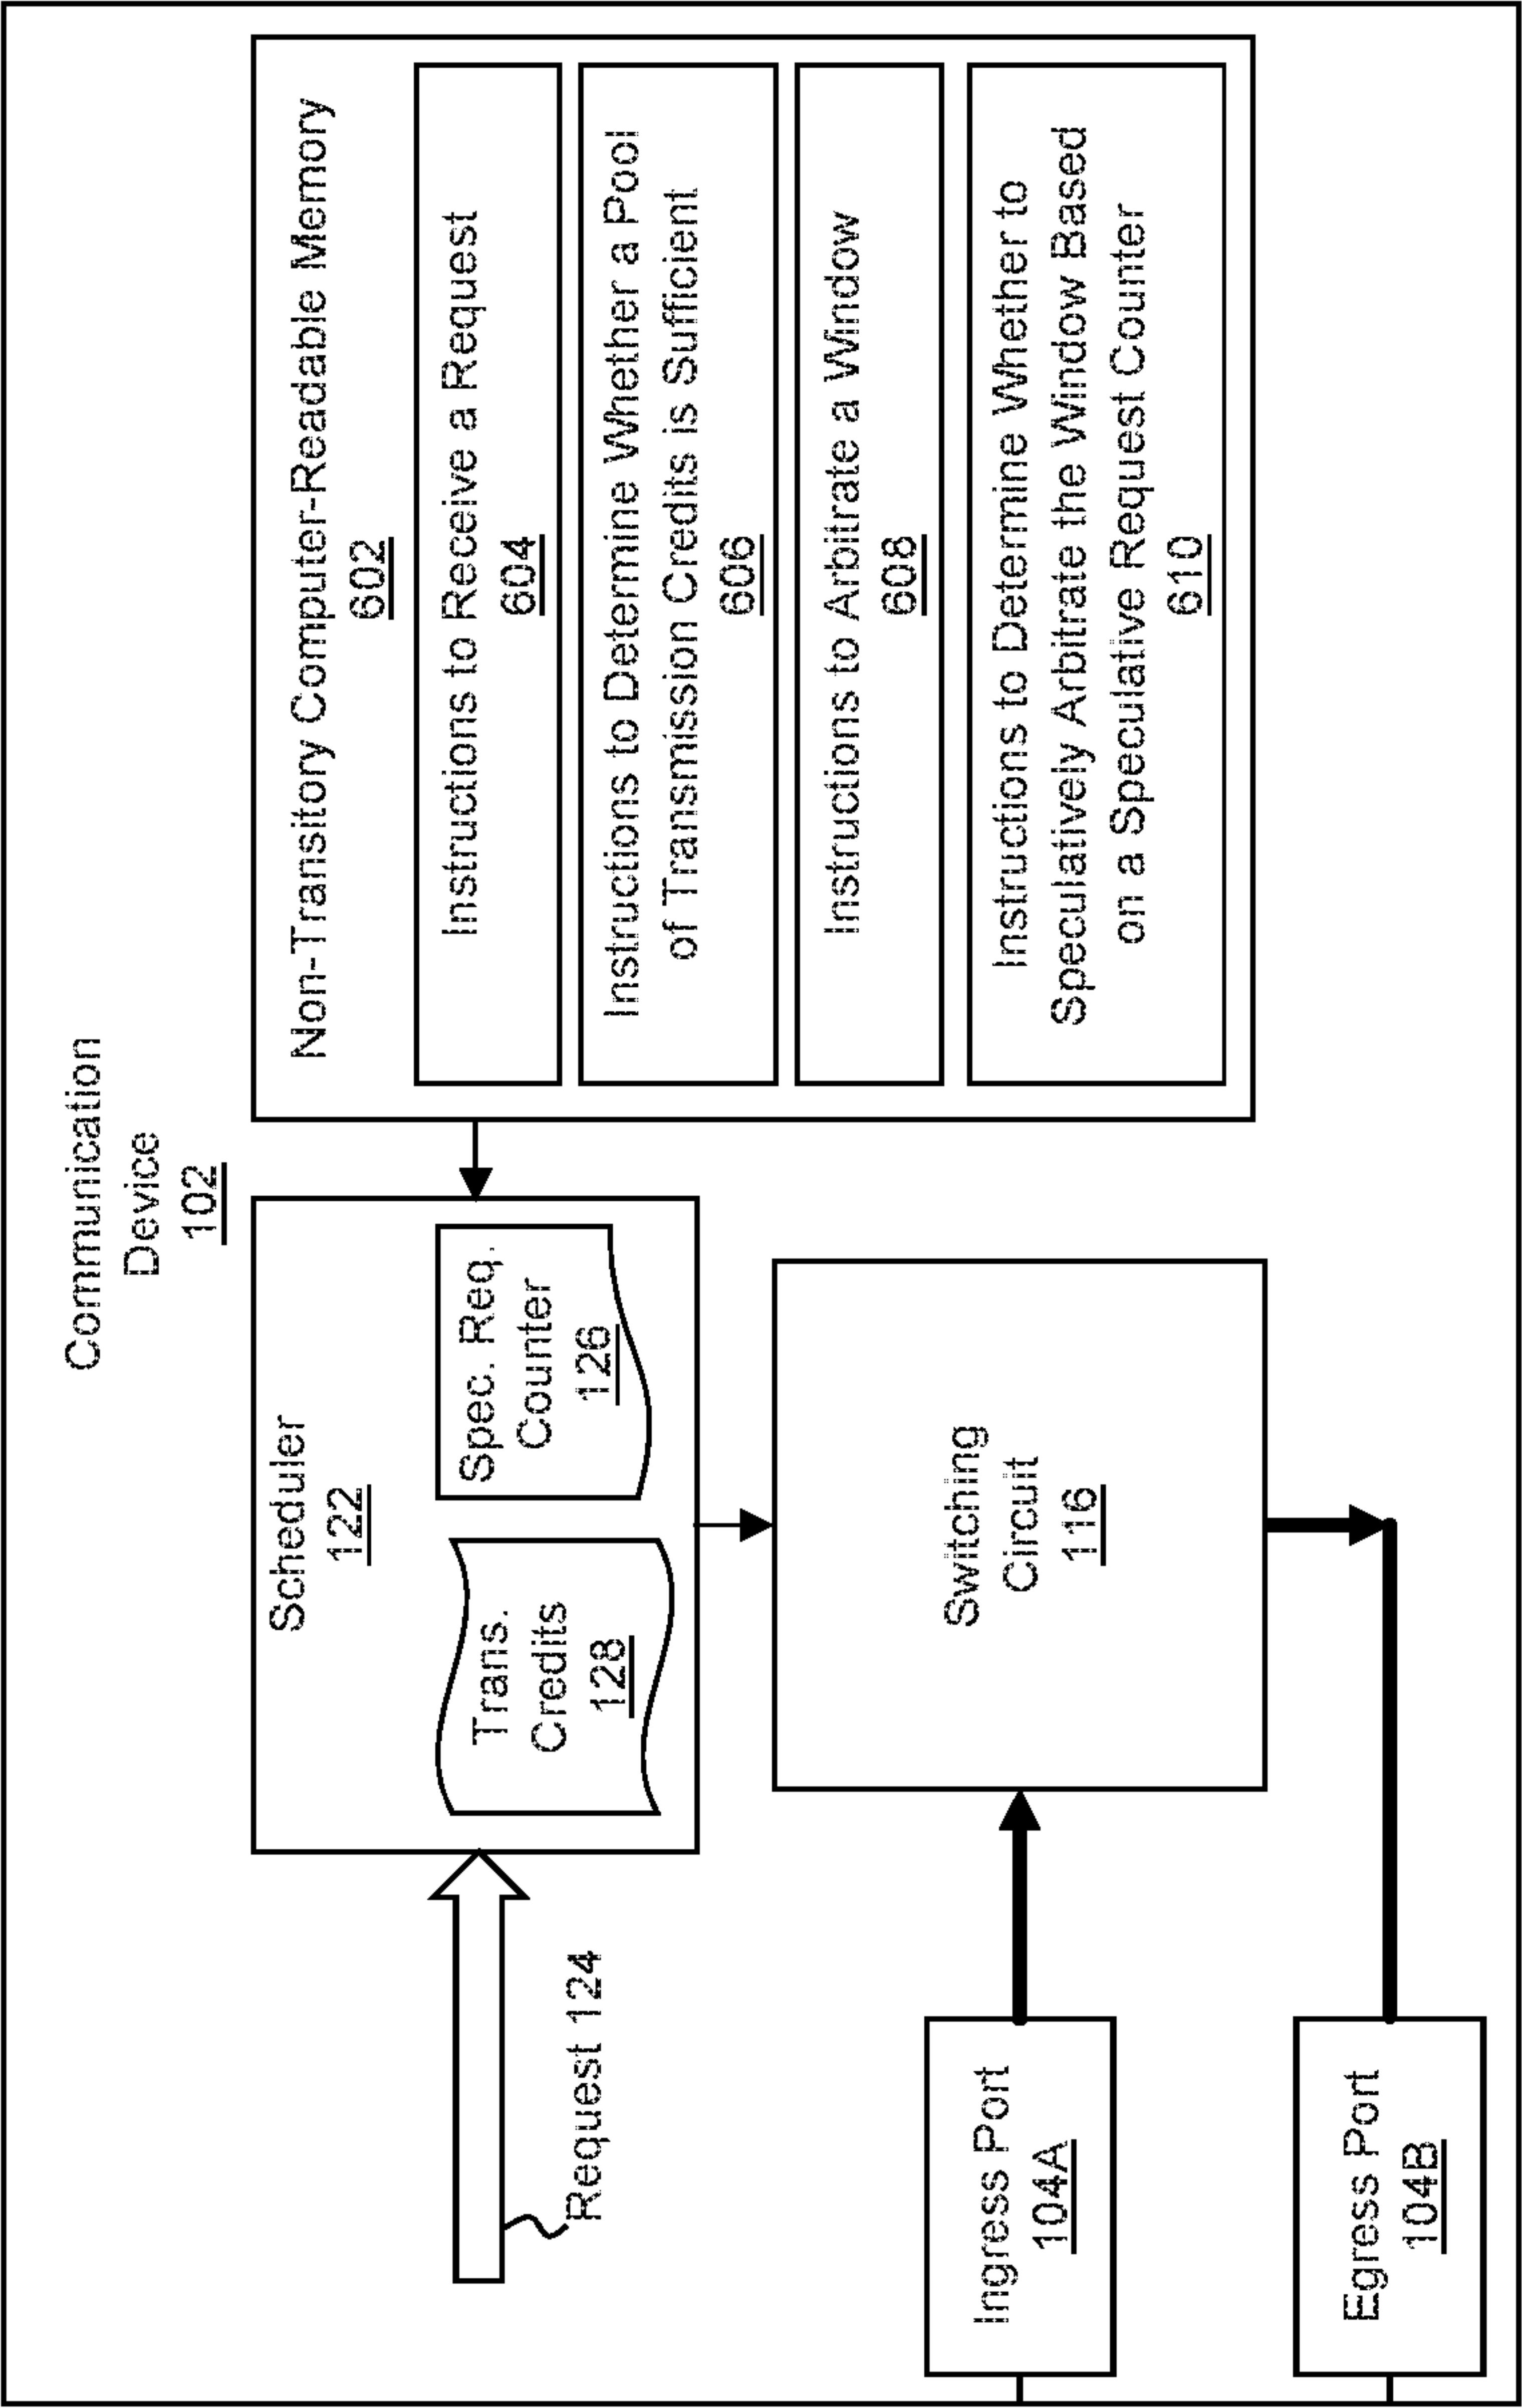 Communication
Device
102
Scheduler
122
Trans.
Credits
128
Spec. Req.
Counter
126
Request 124
Switching
Circuit
116
Ingress Port
104A
Egress Port
104B
Non-Transitory Computer-Readable Memory
602
Instructions to Receive a Request
604
Instructions to Determine Whether a Pool
of Transmission Credits is Sufficient
606
Instructions to Arbitrate a Window
608
Instructions to Determine Whether to
Speculatively Arbitrate the Window Based
on a Speculative Request Counter
610